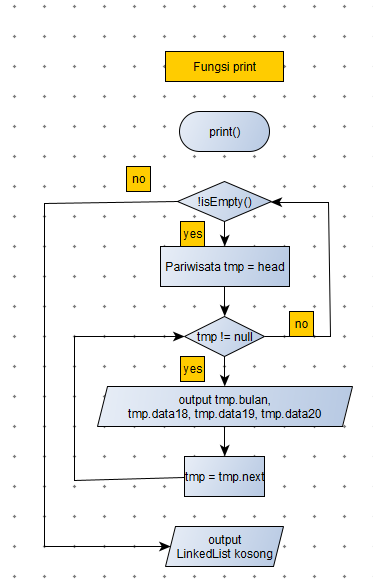 Fungsi print
print()
no
!isEmpty()
yes
Pariwisata tmp = head
no
tmp != null
yes
output tmp.bulan,
tmp.data18, tmp.data19, tmp.data20
tmp = tmp.next
output
LinkedList kosong